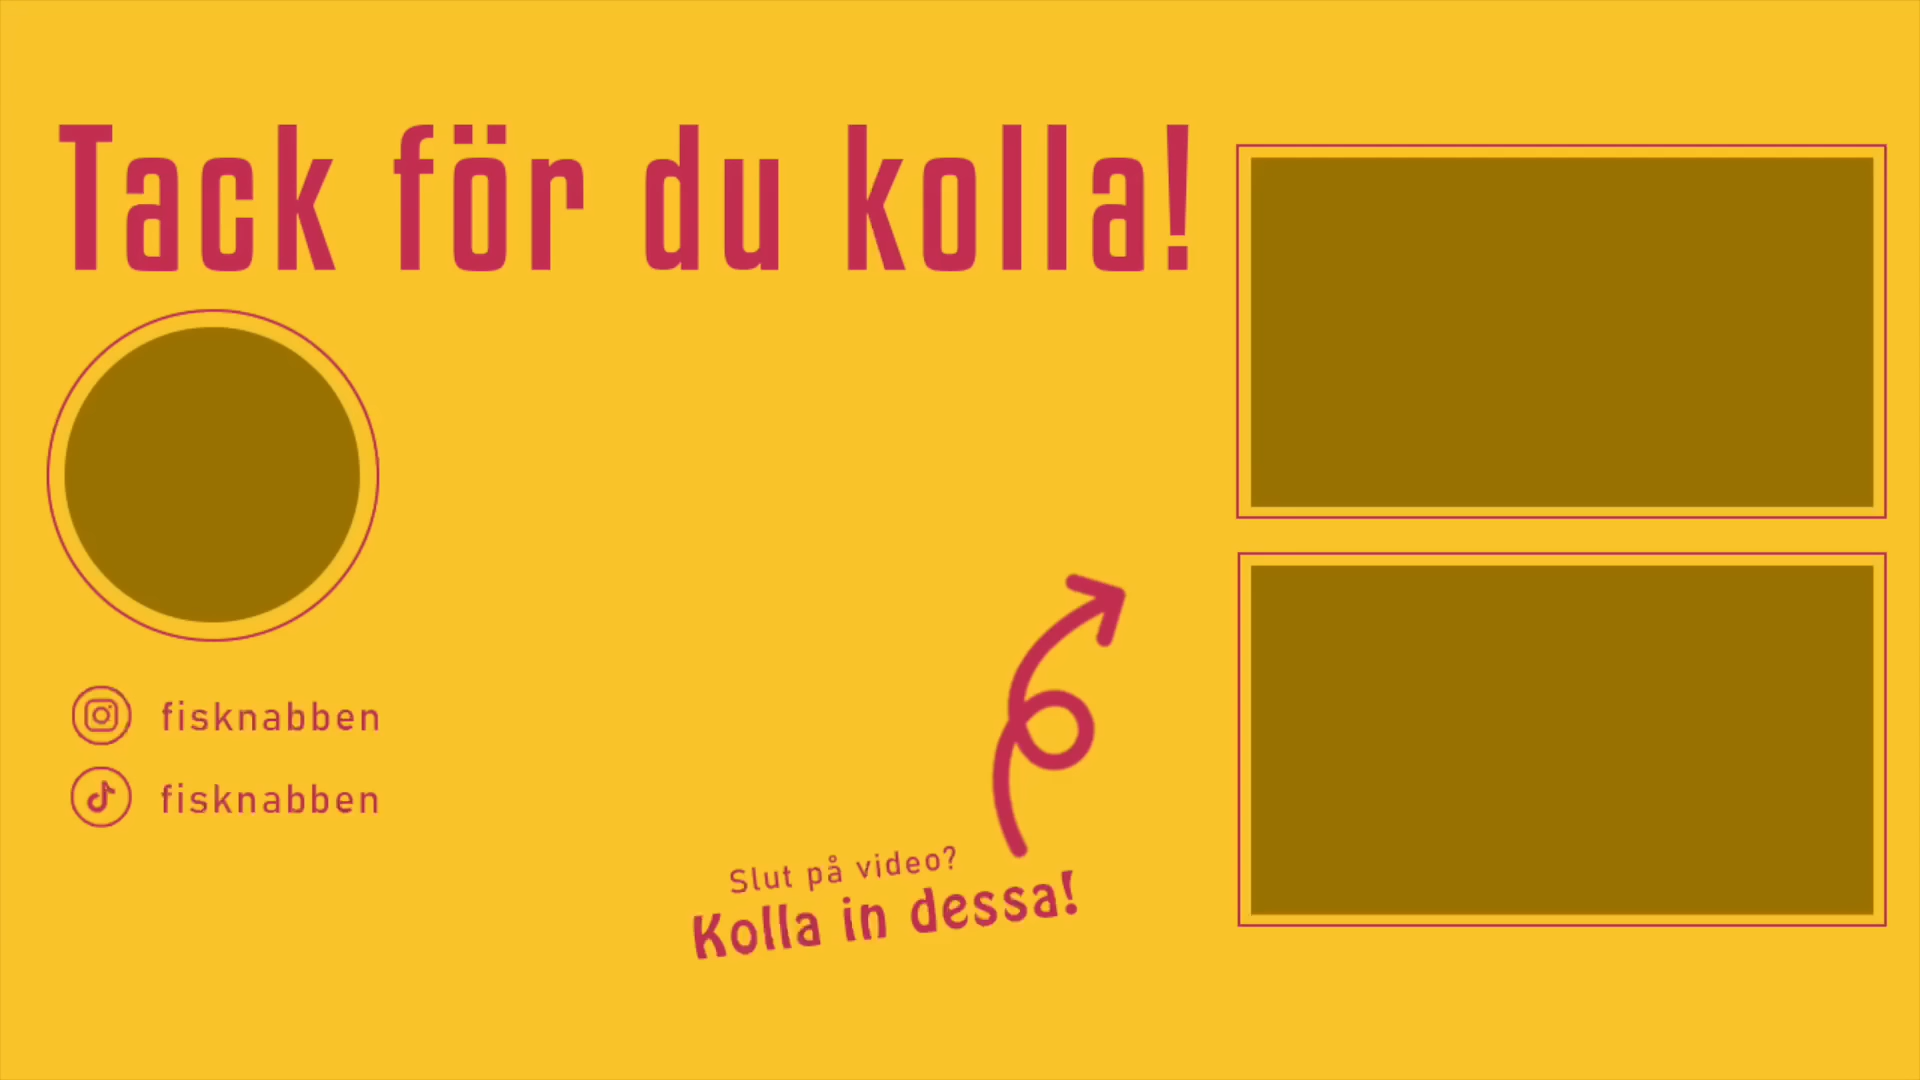 Tack för du kolla!
fisknabben
fisknabben
Slut på video?
Kolla in dessa!